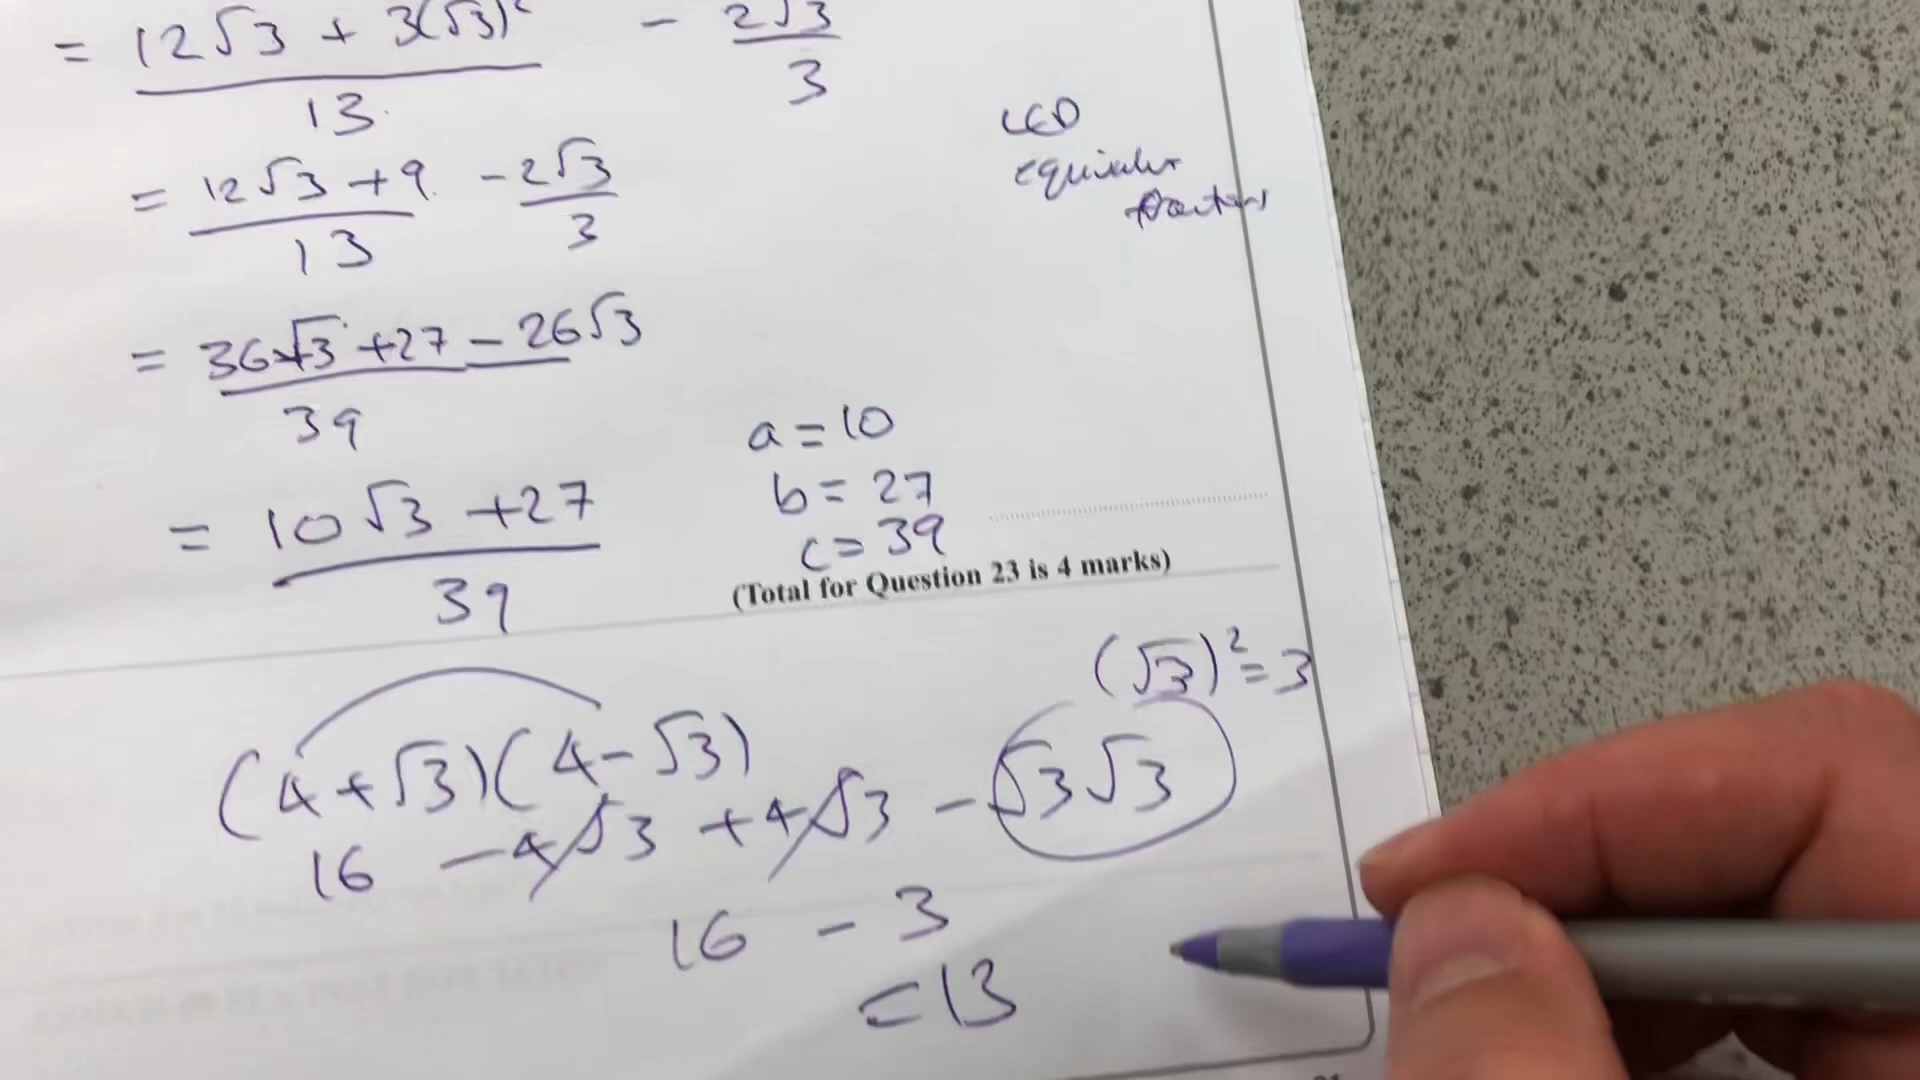 = 12√3 + 3(√3)² / 13 - 2√3 / 3
= 12√3 + 9 / 13 - 2√3 / 3
LCD
equivalent
fractions
= 36√3 + 27 - 26√3 / 39
= 10√3 + 27 / 39
a = 10
b = 27
c = 39
(Total for Question 23 is 4 marks)
(√3)² = 3
(4+√3)(4-√3)
16 - 4√3 + 4√3 - √3√3
16 - 3
= 13